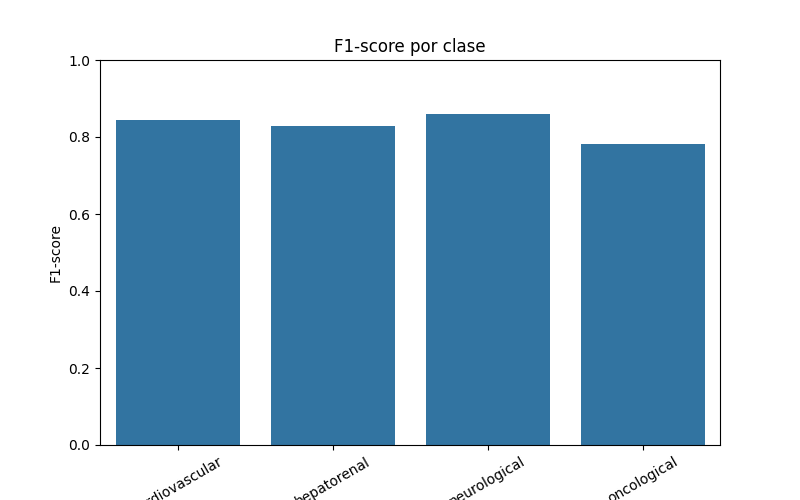 F1-score por clase
1.0
0.8
0.6
0.4
0.2
0.0
F1-score
rdiovascular
hepatorenal
neurological
oncological